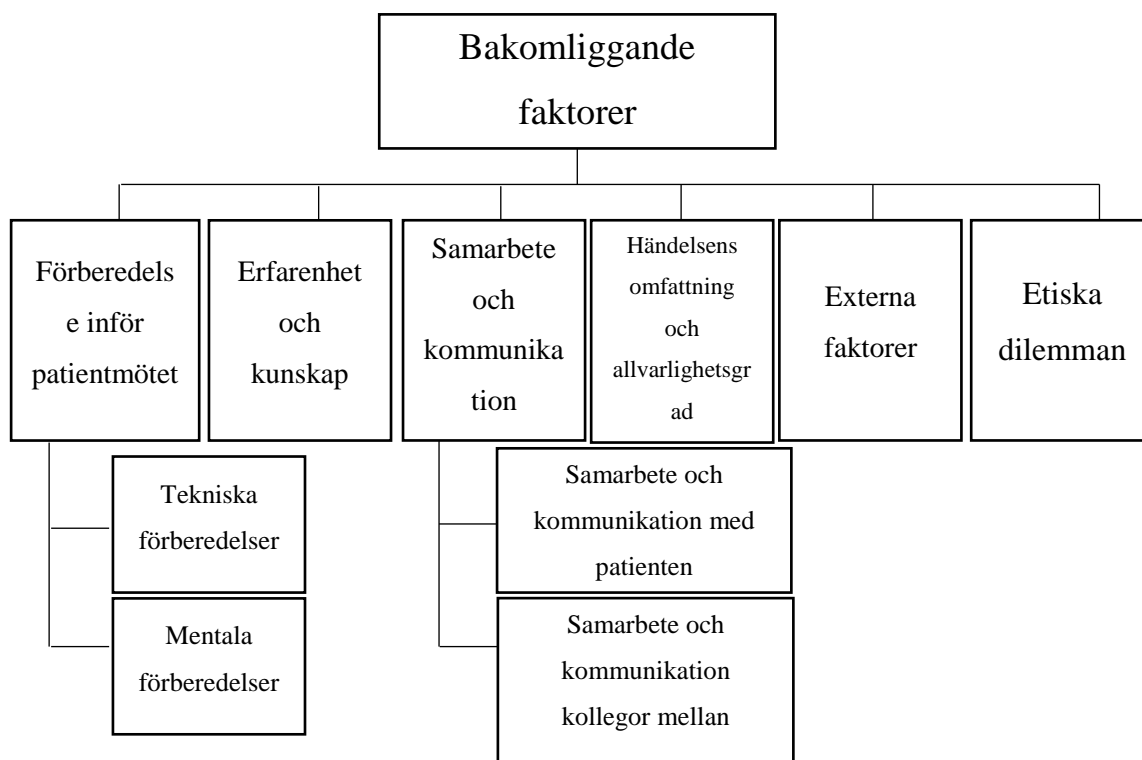 Bakomliggande
faktorer
Förberedels
e inför
patientmötet
Erfarenhet
och
kunskap
Samarbete
och
kommunika
tion
Händelsens
omfattning
och
allvarlighetsgr
ad
Externa
faktorer
Etiska
dilemman
Tekniska
förberedelser
Mentala
förberedelser
Samarbete och
kommunikation med
patienten
Samarbete och
kommunikation
kollegor mellan